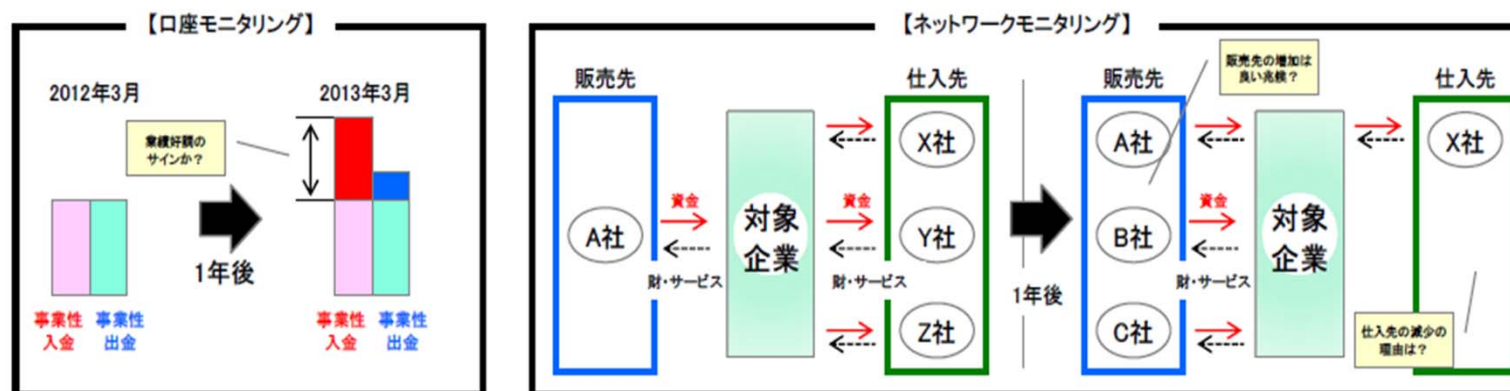 【口座モニタリング】
2012年3月
2013年3月
業績好調の
サインか？
1年後
事業性
入金
事業性
出金
事業性
入金
事業性
出金
【ネットワークモニタリング】
販売先
仕入先
A社
資金
財・サービス
対象
企業
資金
財・サービス
X社
Y社
Z社
1年後
販売先の増加は
良い兆候？
販売先
仕入先
A社
B社
C社
資金
財・サービス
対象
企業
X社
仕入先の減少の
理由は？